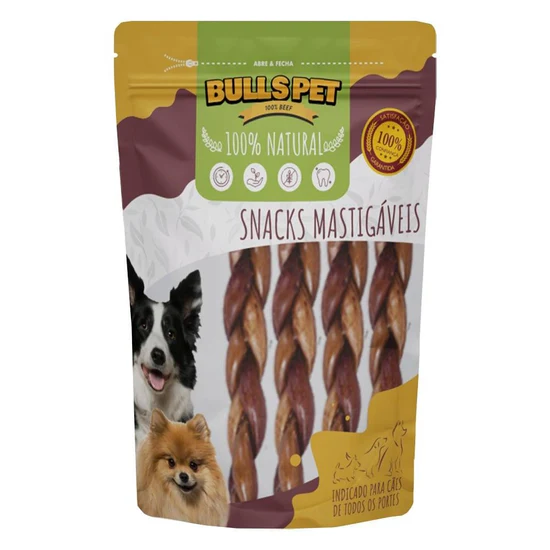 ABRE & FECHA
BULLSPET
100% BEEF
100% NATURAL
SATISFAÇÃO
100%
GARANTIDA
SNACKS MASTIGÁVEIS
INDICADO PARA CÃES
DE TODOS OS PORTES